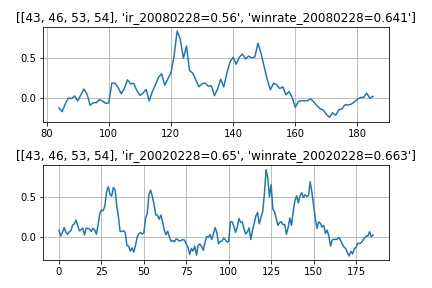 [[43, 46, 53, 54], 'ir_20080228=0.56', 'winrate_20080228=0.641']
0.5
0.0
80 100 120 140 160 180
[[43, 46, 53, 54], 'ir_20020228=0.65', 'winrate_20020228=0.663']
0.5
0.0
0 25 50 75 100 125 150 175